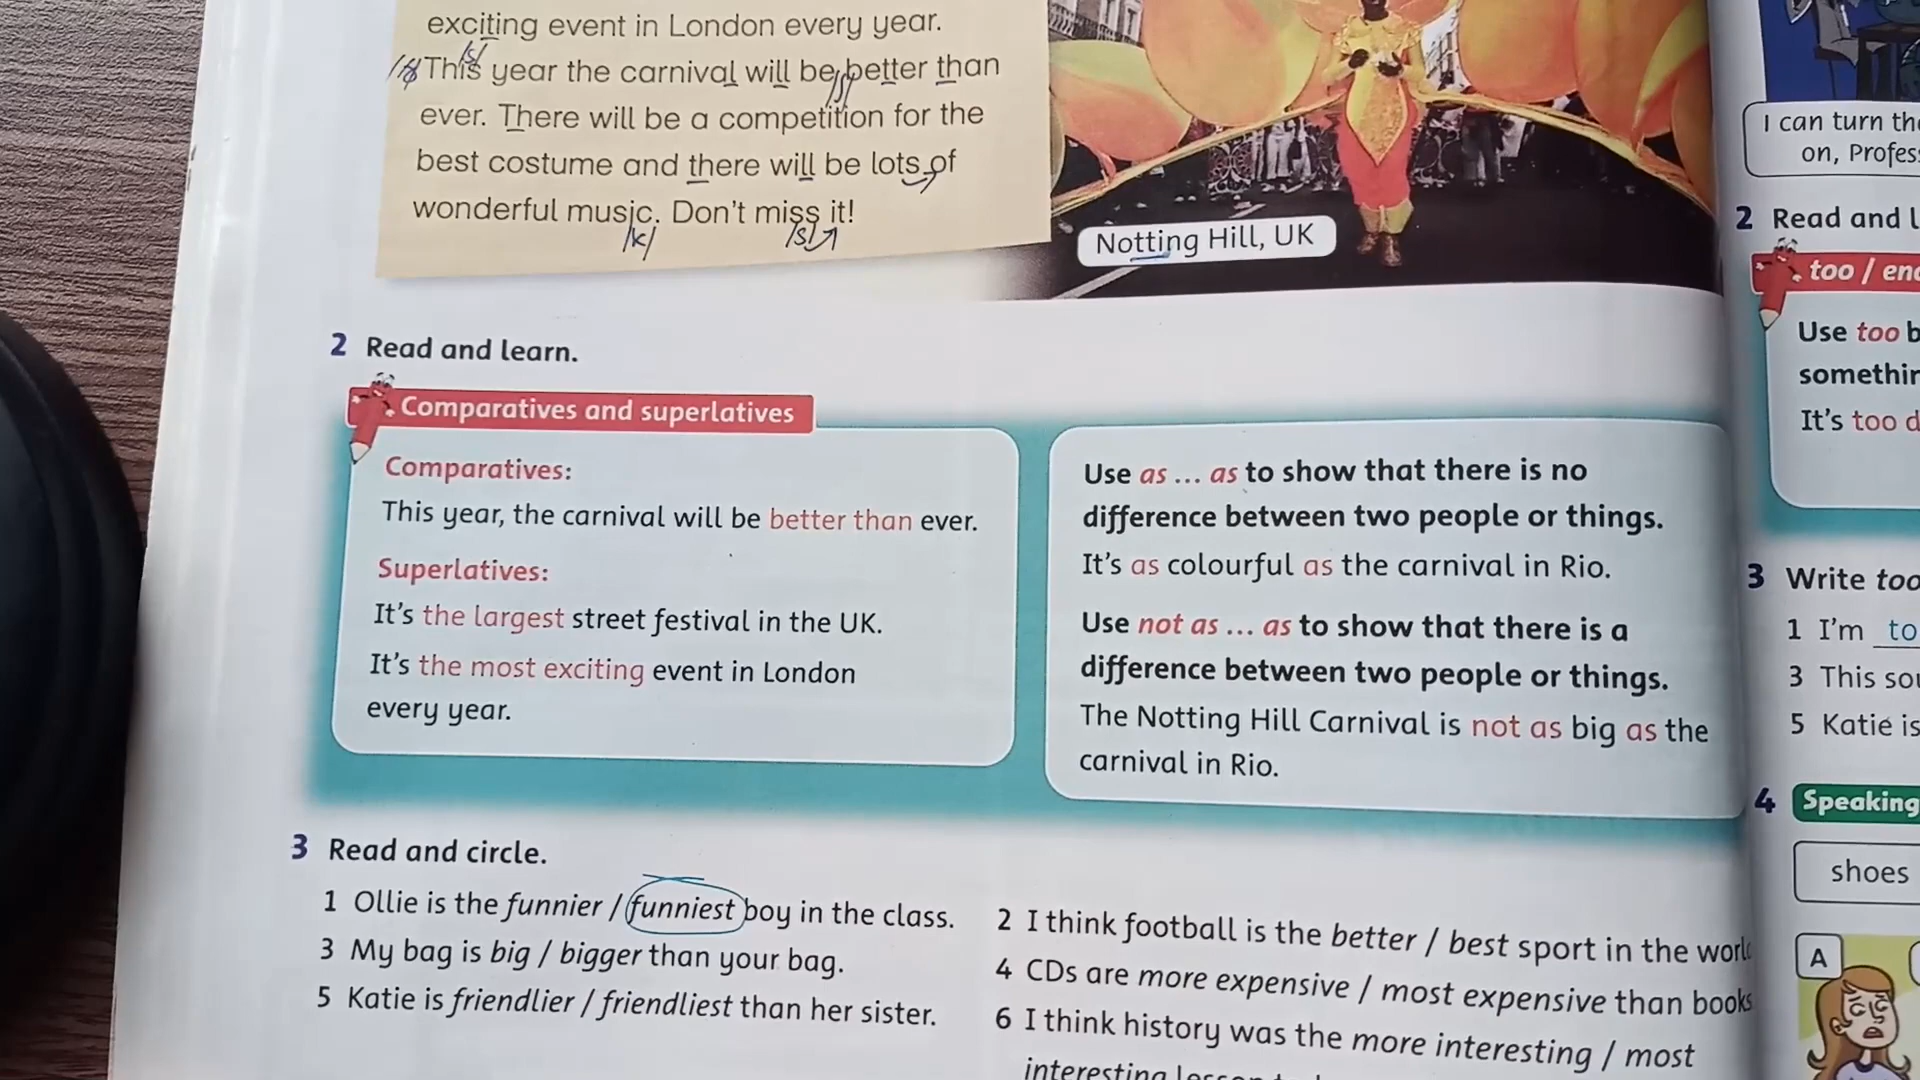 exciting event in London every year.
/s/
This year the carnival will be better than
/ʃ/
ever. There will be a competition for the
best costume and there will be lots of
wonderful music. Don't miss it!
/k/ /s/
Notting Hill, UK
2 Read and learn.
Comparatives and superlatives
Comparatives:
This year, the carnival will be better than ever.
Superlatives:
It's the largest street festival in the UK.
It's the most exciting event in London
every year.
Use as ... as to show that there is no
difference between two people or things.
It's as colourful as the carnival in Rio.
Use not as ... as to show that there is a
difference between two people or things.
The Notting Hill Carnival is not as big as the
carnival in Rio.
3 Read and circle.
1 Ollie is the funnier / funniest boy in the class.
2 I think football is the better / best sport in the
3 My bag is big / bigger than your bag.
4 CDs are more expensive / most expensive than books
5 Katie is friendlier / friendliest than her sister.
6 I think history was the more interesting / most
interesting
I can turn
on,
2 Read and
too /
Use too
It's too
3 Write
1 I'm
3 This
5 Katie is
4 Speaking
shoes
A